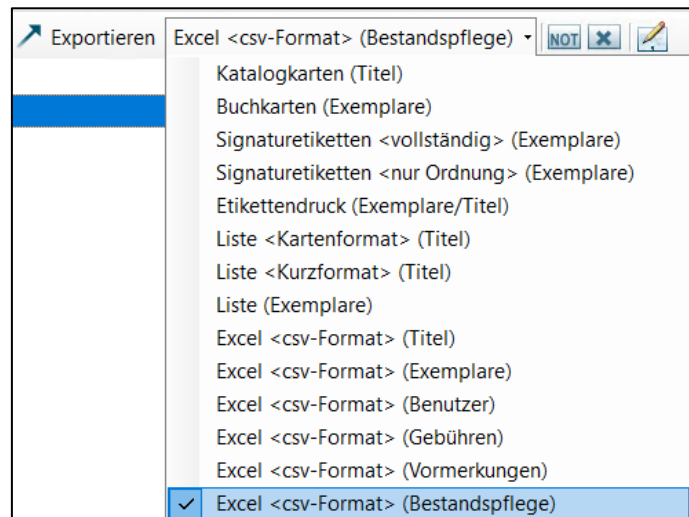 Exportieren Excel <csv-Format> (Bestandspflege) NOT
Katalogkarten (Titel)
Buchkarten (Exemplare)
Signaturetiketten <vollständig> (Exemplare)
Signaturetiketten <nur Ordnung> (Exemplare)
Etikettendruck (Exemplare/Titel)
Liste <Kartenformat> (Titel)
Liste <Kurzformat> (Titel)
Liste (Exemplare)
Excel <csv-Format> (Titel)
Excel <csv-Format> (Exemplare)
Excel <csv-Format> (Benutzer)
Excel <csv-Format> (Gebühren)
Excel <csv-Format> (Vormerkungen)
Excel <csv-Format> (Bestandspflege)